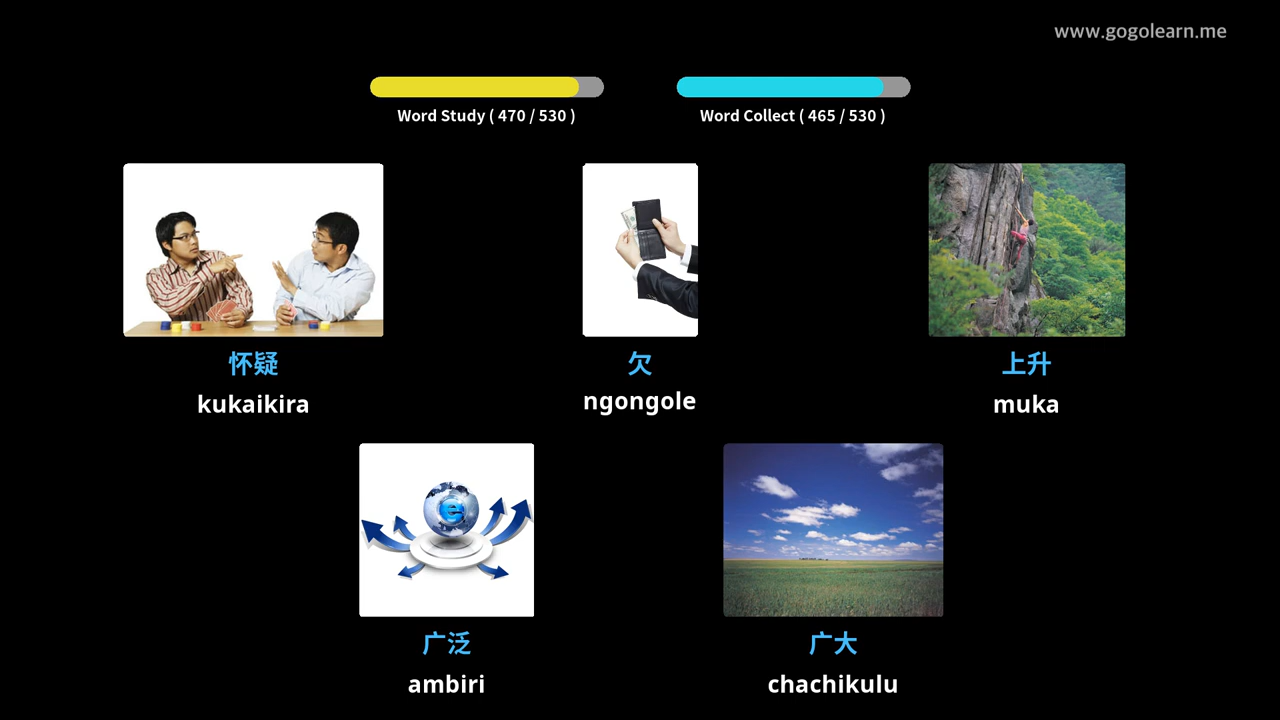 www.gogolearn.me
Word Study ( 470 / 530 )
Word Collect ( 465 / 530 )
怀疑
kukaikira
欠
ngongole
上升
muka
广泛
ambiri
广大
chachikulu